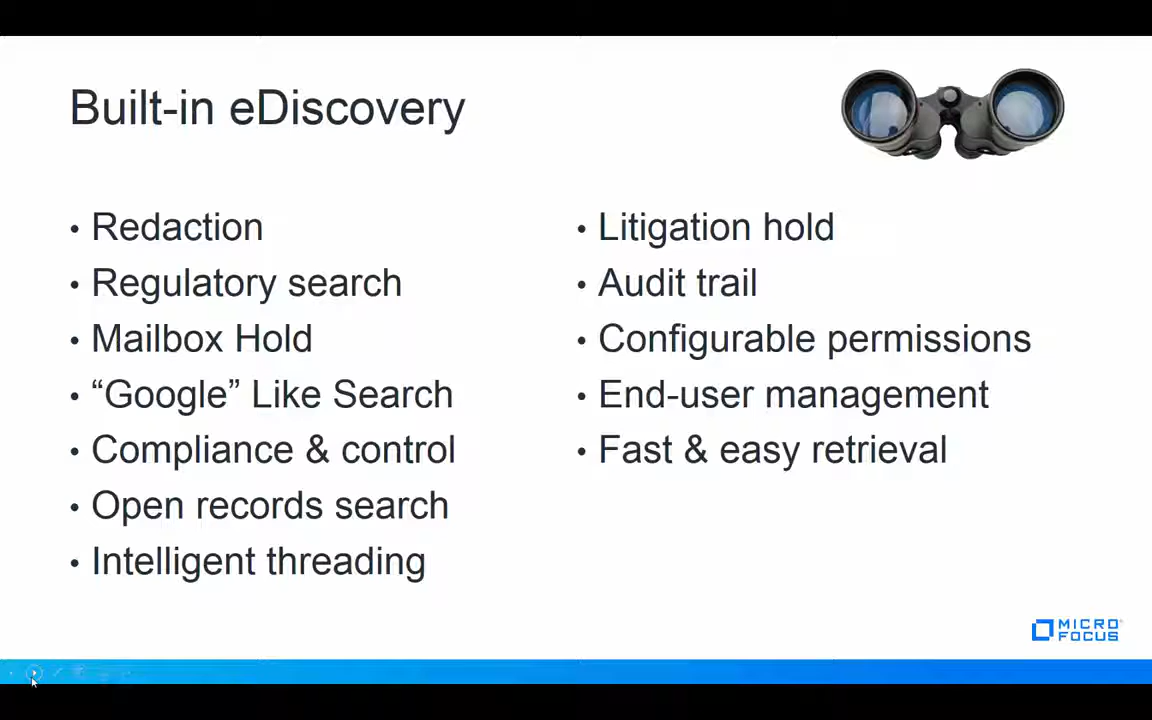 Built-in eDiscovery
• Redaction
• Regulatory search
• Mailbox Hold
• “Google” Like Search
• Compliance & control
• Open records search
• Intelligent threading
• Litigation hold
• Audit trail
• Configurable permissions
• End-user management
• Fast & easy retrieval
MICRO
FOCUS